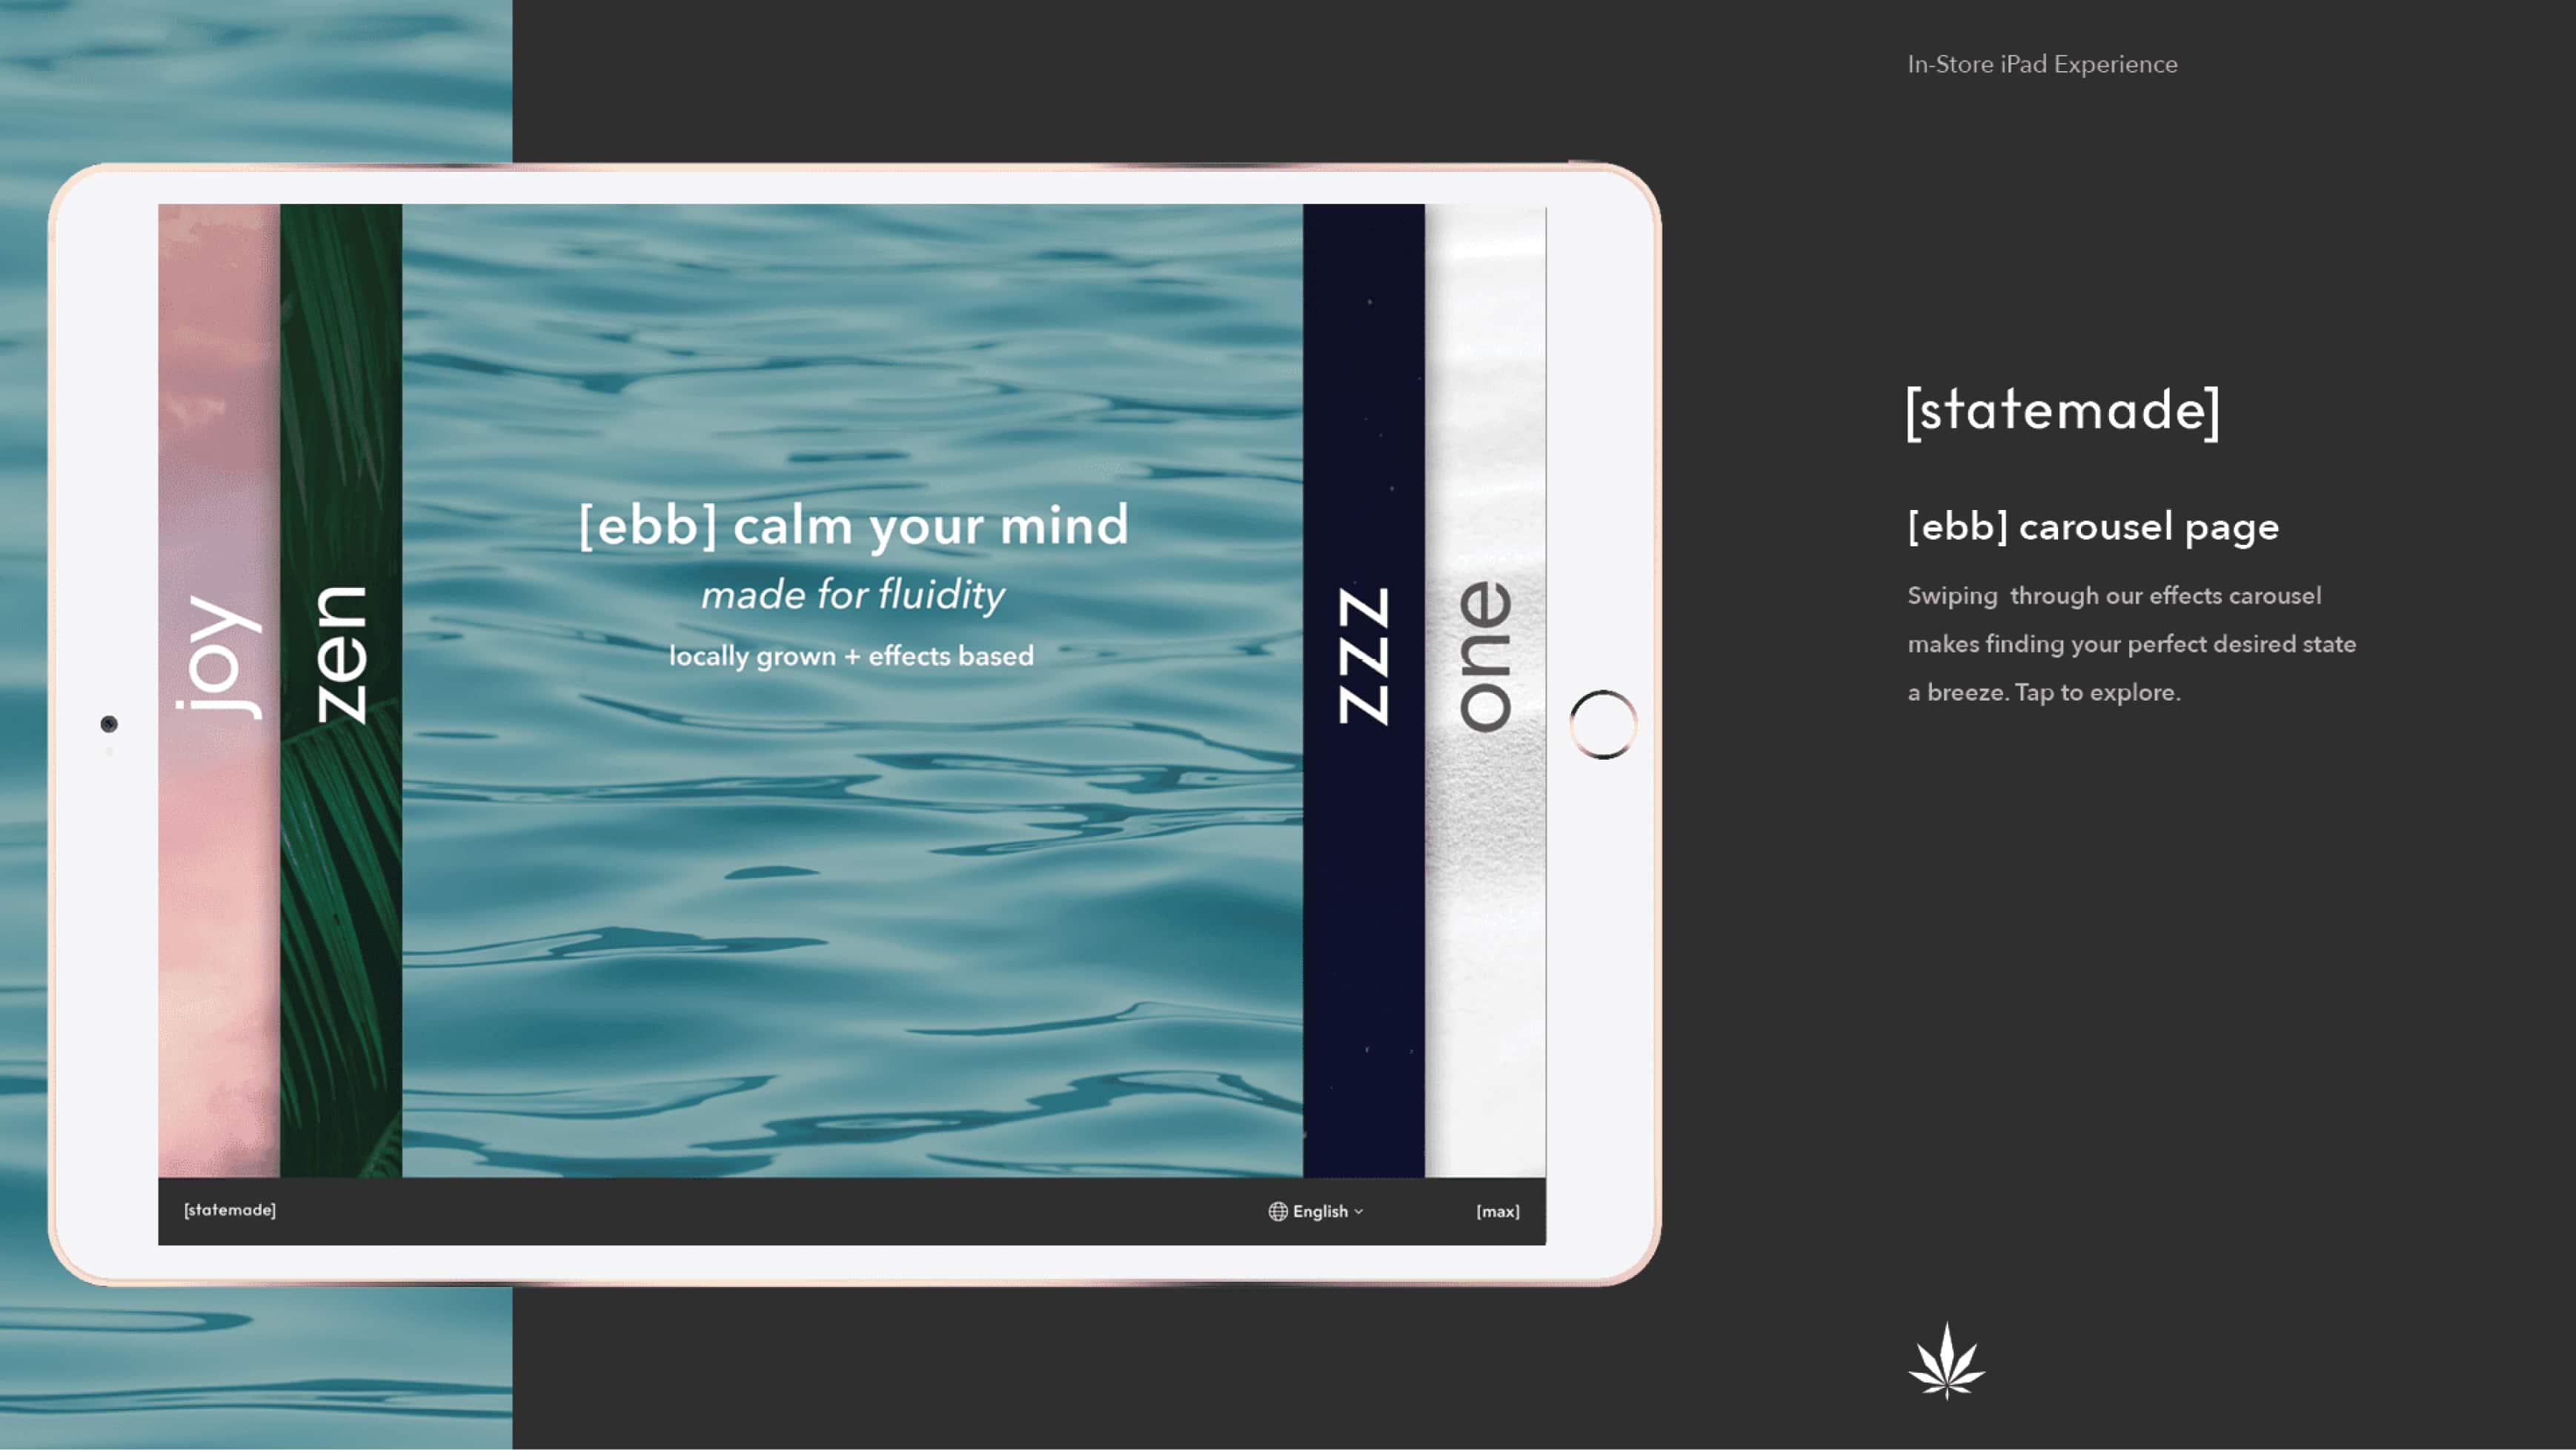 In-Store iPad Experience
joy
zen
[ebb] calm your mind
made for fluidity
locally grown + effects based
zzz
one
[statemade]
English
[max]
[statemade]
[ebb] carousel page
Swiping  through our effects carousel
makes finding your perfect desired state
a breeze. Tap to explore.